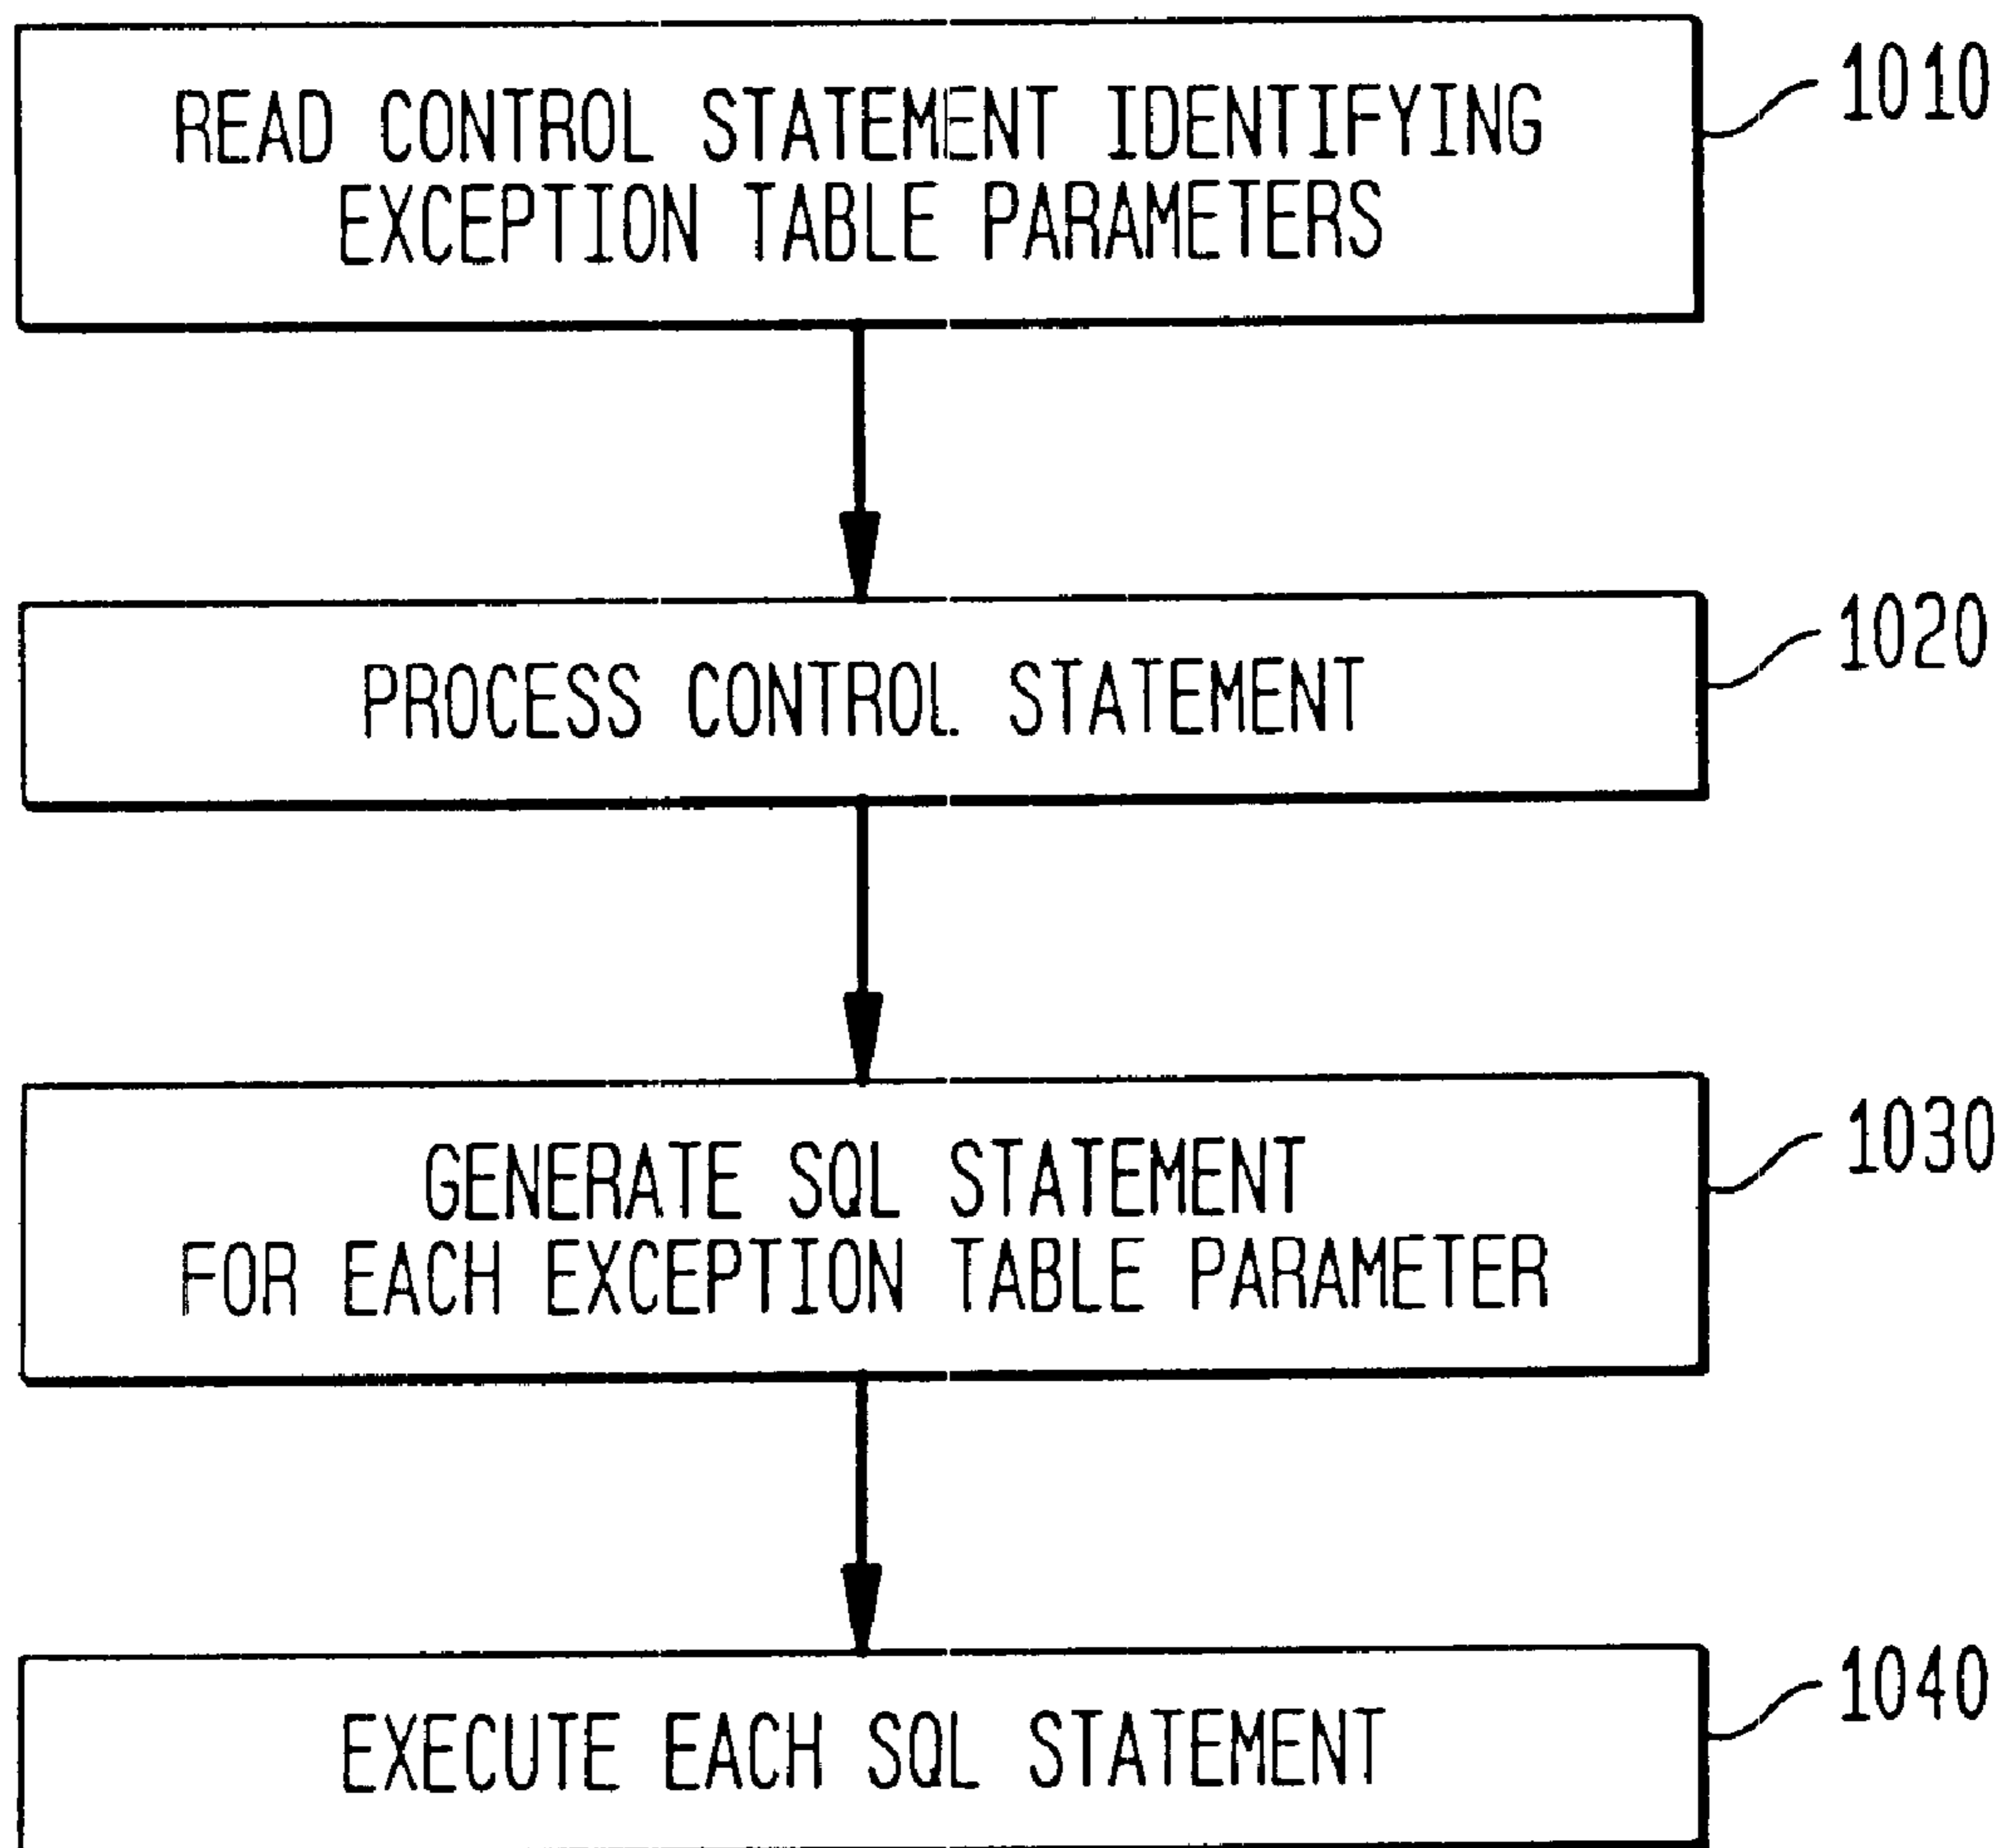 READ CONTROL STATEMENT IDENTIFYING
EXCEPTION TABLE PARAMETERS
1010
PROCESS CONTROL STATEMENT
1020
GENERATE SQL STATEMENT
FOR EACH EXCEPTION TABLE PARAMETER
1030
EXECUTE EACH SQL STATEMENT
1040